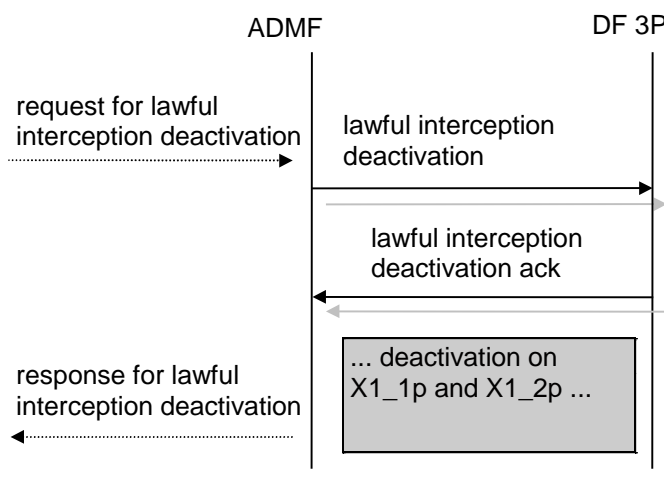 ADMF
DF 3P
request for lawful
interception deactivation
lawful interception
deactivation
lawful interception
deactivation ack
... deactivation on
X1_1p and X1_2p ...
response for lawful
interception deactivation